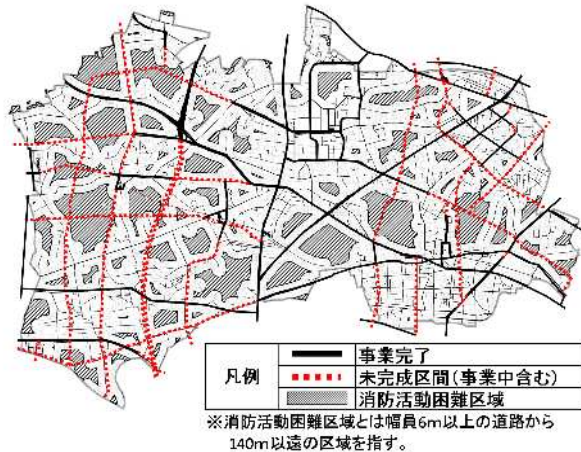 凡例
事業完了
未完成区間(事業中含む)
消防活動困難区域
※消防活動困難区域とは幅員6m以上の道路から
140m以遠の区域を指す。